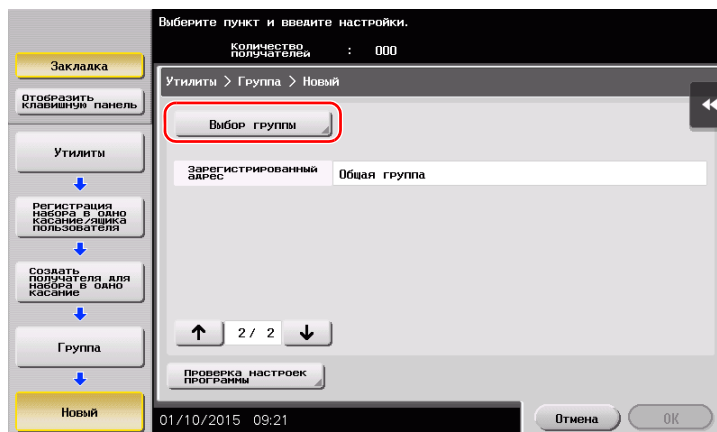 Выберите пункт и введите настройки.
Количество
получателей : 000
Закладка
Отобразить
клавишную панель
Утилиты
Регистрация
набора в одно
касание/ящика
пользователя
Создать
получателя для
набора в одно
касание
Группа
Новый
Утилиты > Группа > Новый
Выбор группы
Зарегистрированный
адрес
Общая группа
↑ 2/ 2 ↓
Проверка настроек
программы
01/10/2015 09:21
Отмена
OK